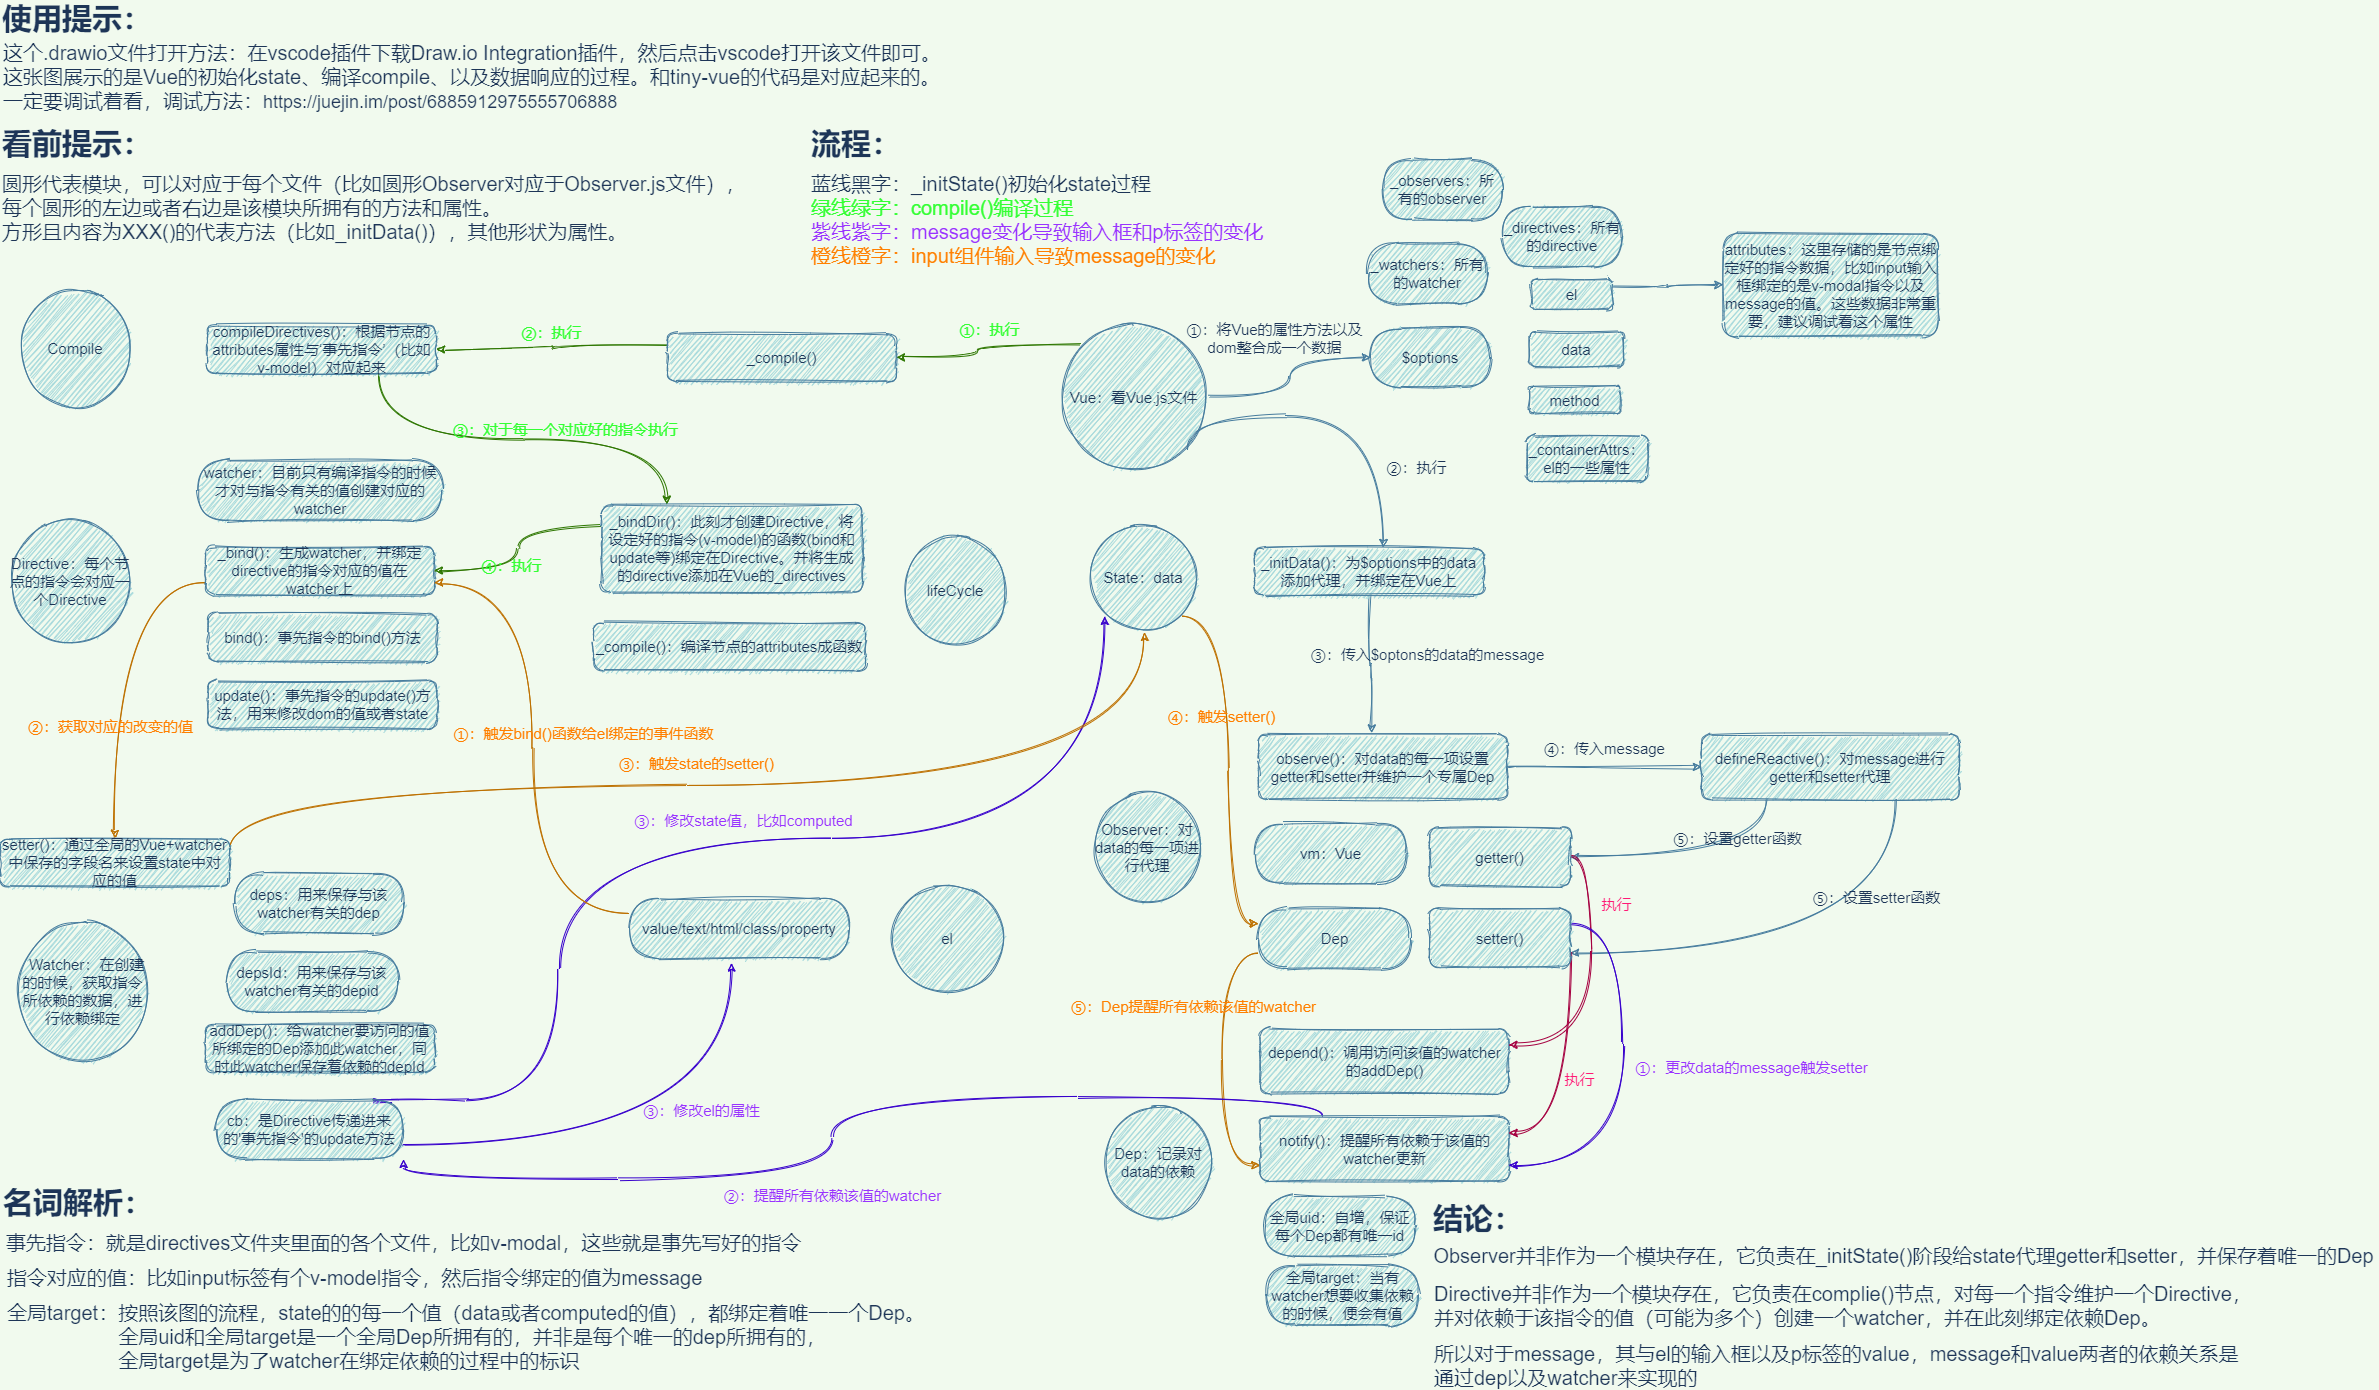 使用提示：
这个.drawio文件打开方法：在vscode插件下载Draw.io Integration插件，然后点击vscode打开该文件即可。
这张图展示的是Vue的初始化state、编译compile、以及数据响应的过程。和tiny-vue的代码是对应起来的。
一定要调试着看，调试方法：https://juejin.im/post/6885912975555706888
看前提示：
圆形代表模块，可以对应于每个文件（比如圆形Observer对应于Observer.js文件），
每个圆形的左边或者右边是该模块所拥有的方法和属性。
方形且内容为XXX()的代表方法（比如_initData()），其他形状为属性。
流程：
蓝线黑字：_initState()初始化state过程
绿线绿字：compile()编译过程
紫线紫字：message变化导致输入框和p标签的变化
橙线橙字：input组件输入导致message的变化
_observers：所
有的observer
_directives：所有
的directive
_watchers：所有
的watcher
el
attributes：这里存储的是节点绑
定好的指令数据，比如input输入
框绑定的是v-modal指令以及
message的值。这些数据非常重
要，建议调试看这个属性
Compile
compileDirectives()：根据节点的
attributes属性与‘事先指令’（比如
v-model）对应起来
②：执行
_compile()
①：执行
Vue：看Vue.js文件
①：将Vue的属性方法以及
dom整合成一个数据
$options
data
method
_containerAttrs：
el的一些属性
③：对于每一个对应好的指令执行
②：执行
watcher：目前只有编译指令的时候
才对与指令有关的值创建对应的
watcher
Directive：每个节
点的指令会对应一
个Directive
_bind()：生成watcher，并绑定
directive的指令对应的值在
watcher上
④：执行
_bindDir()：此刻才创建Directive，将
设定好的指令(v-model)的函数(bind和
update等)绑定在Directive。并将生成
的directive添加在Vue的_directives
lifeCycle
State：data
_initData()：为$options中的data
添加代理，并绑定在Vue上
bind()：事先指令的bind()方法
_compile()：编译节点的attributes成函数
③：传入$optons的data的message
update()：事先指令的update()方
法，用来修改dom的值或者state
②：获取对应的改变的值
①：触发bind()函数给el绑定的事件函数
③：触发state的setter()
④：触发setter()
observe()：对data的每一项设置
getter和setter并维护一个专属Dep
④：传入message
defineReactive()：对message进行
getter和setter代理
③：修改state值，比如computed
setter()：通过全局的Vue+watcher
中保存的字段名来设置state中对
应的值
Observer：对
data的每一项进
行代理
vm：Vue
getter()
⑤：设置getter函数
⑤：设置setter函数
执行
deps：用来保存与该
watcher有关的dep
value/text/html/class/property
el
Dep
setter()
Watcher：在创建
的时候，获取指令
所依赖的数据，进
行依赖绑定
depsId：用来保存与该
watcher有关的depid
⑤：Dep提醒所有依赖该值的watcher
addDep()：给watcher要访问的值
所绑定的Dep添加此watcher，同
时此watcher保存着依赖的depId
depend()：调用访问该值的watcher
的addDep()
执行
①：更改data的message触发setter
cb：是Directive传递进来
的‘事先指令’的update方法
③：修改el的属性
Dep：记录对
data的依赖
notify()：提醒所有依赖于该值的
watcher更新
②：提醒所有依赖该值的watcher
全局uid：自增，保证
每个Dep都有唯一id
全局target：当有
watcher想要收集依赖
的时候，便会有值
名词解析：
事先指令：就是directives文件夹里面的各个文件，比如v-modal，这些就是事先写好的指令
指令对应的值：比如input标签有个v-model指令，然后指令绑定的值为message
全局target：按照该图的流程，state的的每一个值（data或者computed的值），都绑定着唯一一个Dep。
全局uid和全局target是一个全局Dep所拥有的，并非是每个唯一的dep所拥有的，
全局target是为了watcher在绑定依赖的过程中的标识
结论：
Observer并非作为一个模块存在，它负责在_initState()阶段给state代理getter和setter，并保存着唯一的Dep
Directive并非作为一个模块存在，它负责在complie()节点，对每一个指令维护一个Directive，
并对依赖于该指令的值（可能为多个）创建一个watcher，并在此刻绑定依赖Dep。
所以对于message，其与el的输入框以及p标签的value，message和value两者的依赖关系是
通过dep以及watcher来实现的